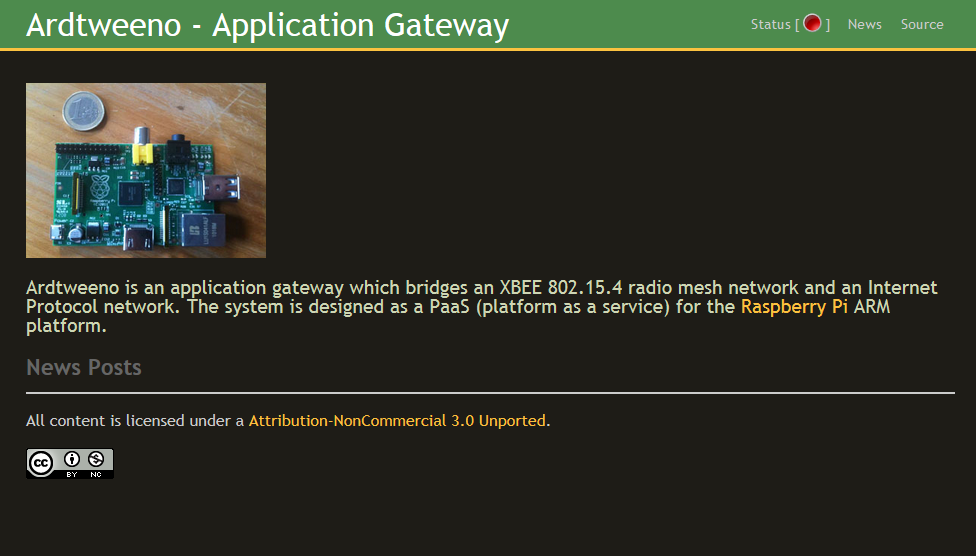 Ardtweeno - Application Gateway
Status [ ]
News
Source
Ardtweeno is an application gateway which bridges an XBEE 802.15.4 radio mesh network and an Internet
Protocol network. The system is designed as a PaaS (platform as a service) for the Raspberry Pi ARM
platform.
News Posts
All content is licensed under a Attribution-NonCommercial 3.0 Unported.
cc
BY NC